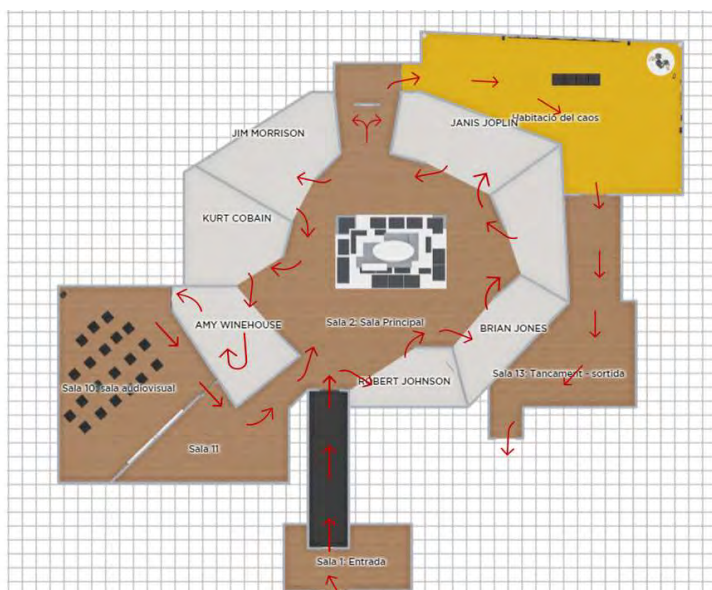 JIM MORRISON
JANIS JOPLIN
Habitació del caos
KURT COBAIN
AMY WINEHOUSE
Sala 2: Sala Principal
BRIAN JONES
Sala 10: sala audiovisual
ROBERT JOHNSON
Sala 13: Tancament - sortida
Sala 11
Sala 1: Entrada